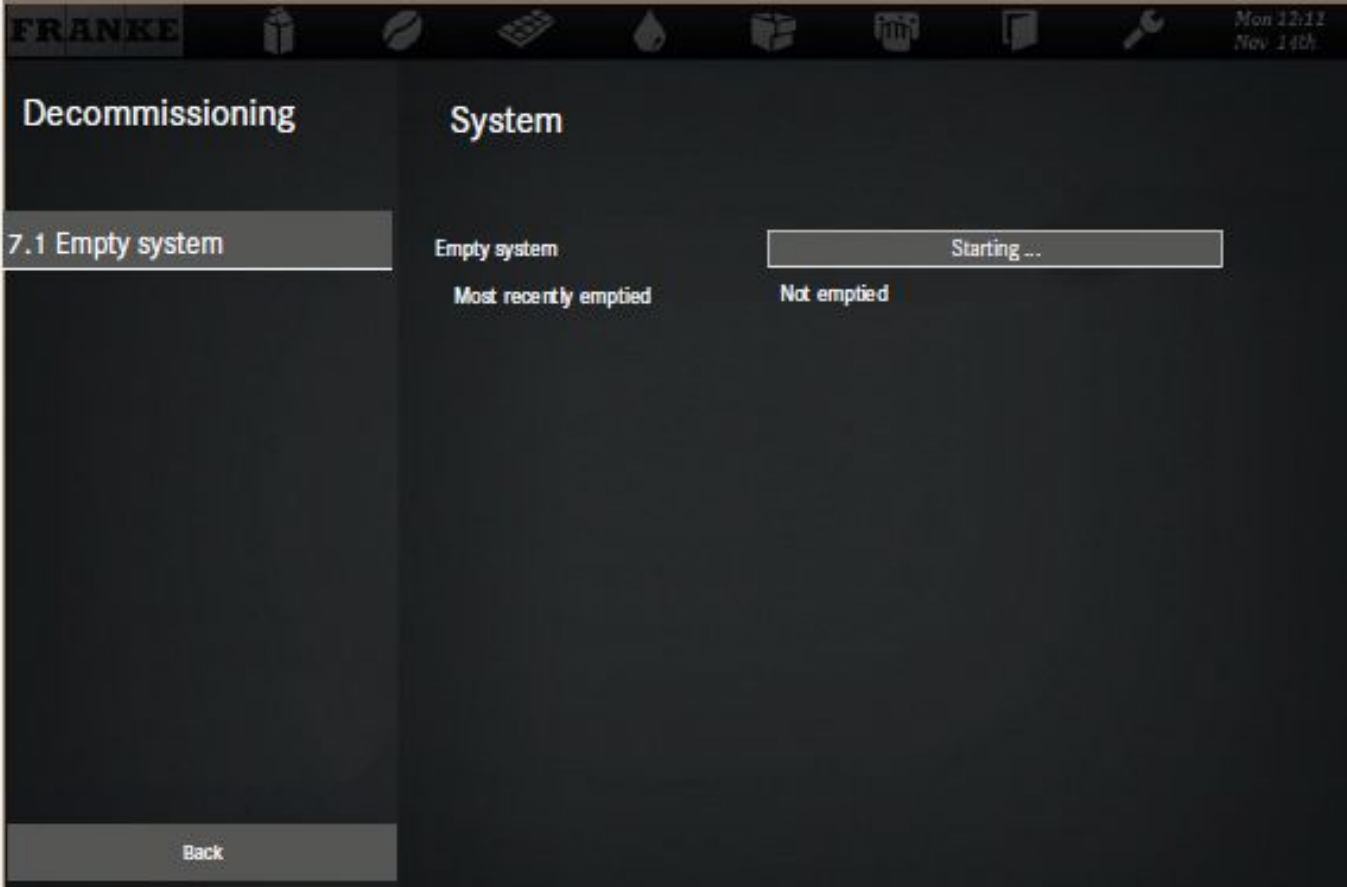 FRANKE
Mon 12:11
Nov 14th
Decommissioning
System
7.1 Empty system
Empty system
Starting ...
Most recently emptied
Not emptied
Back